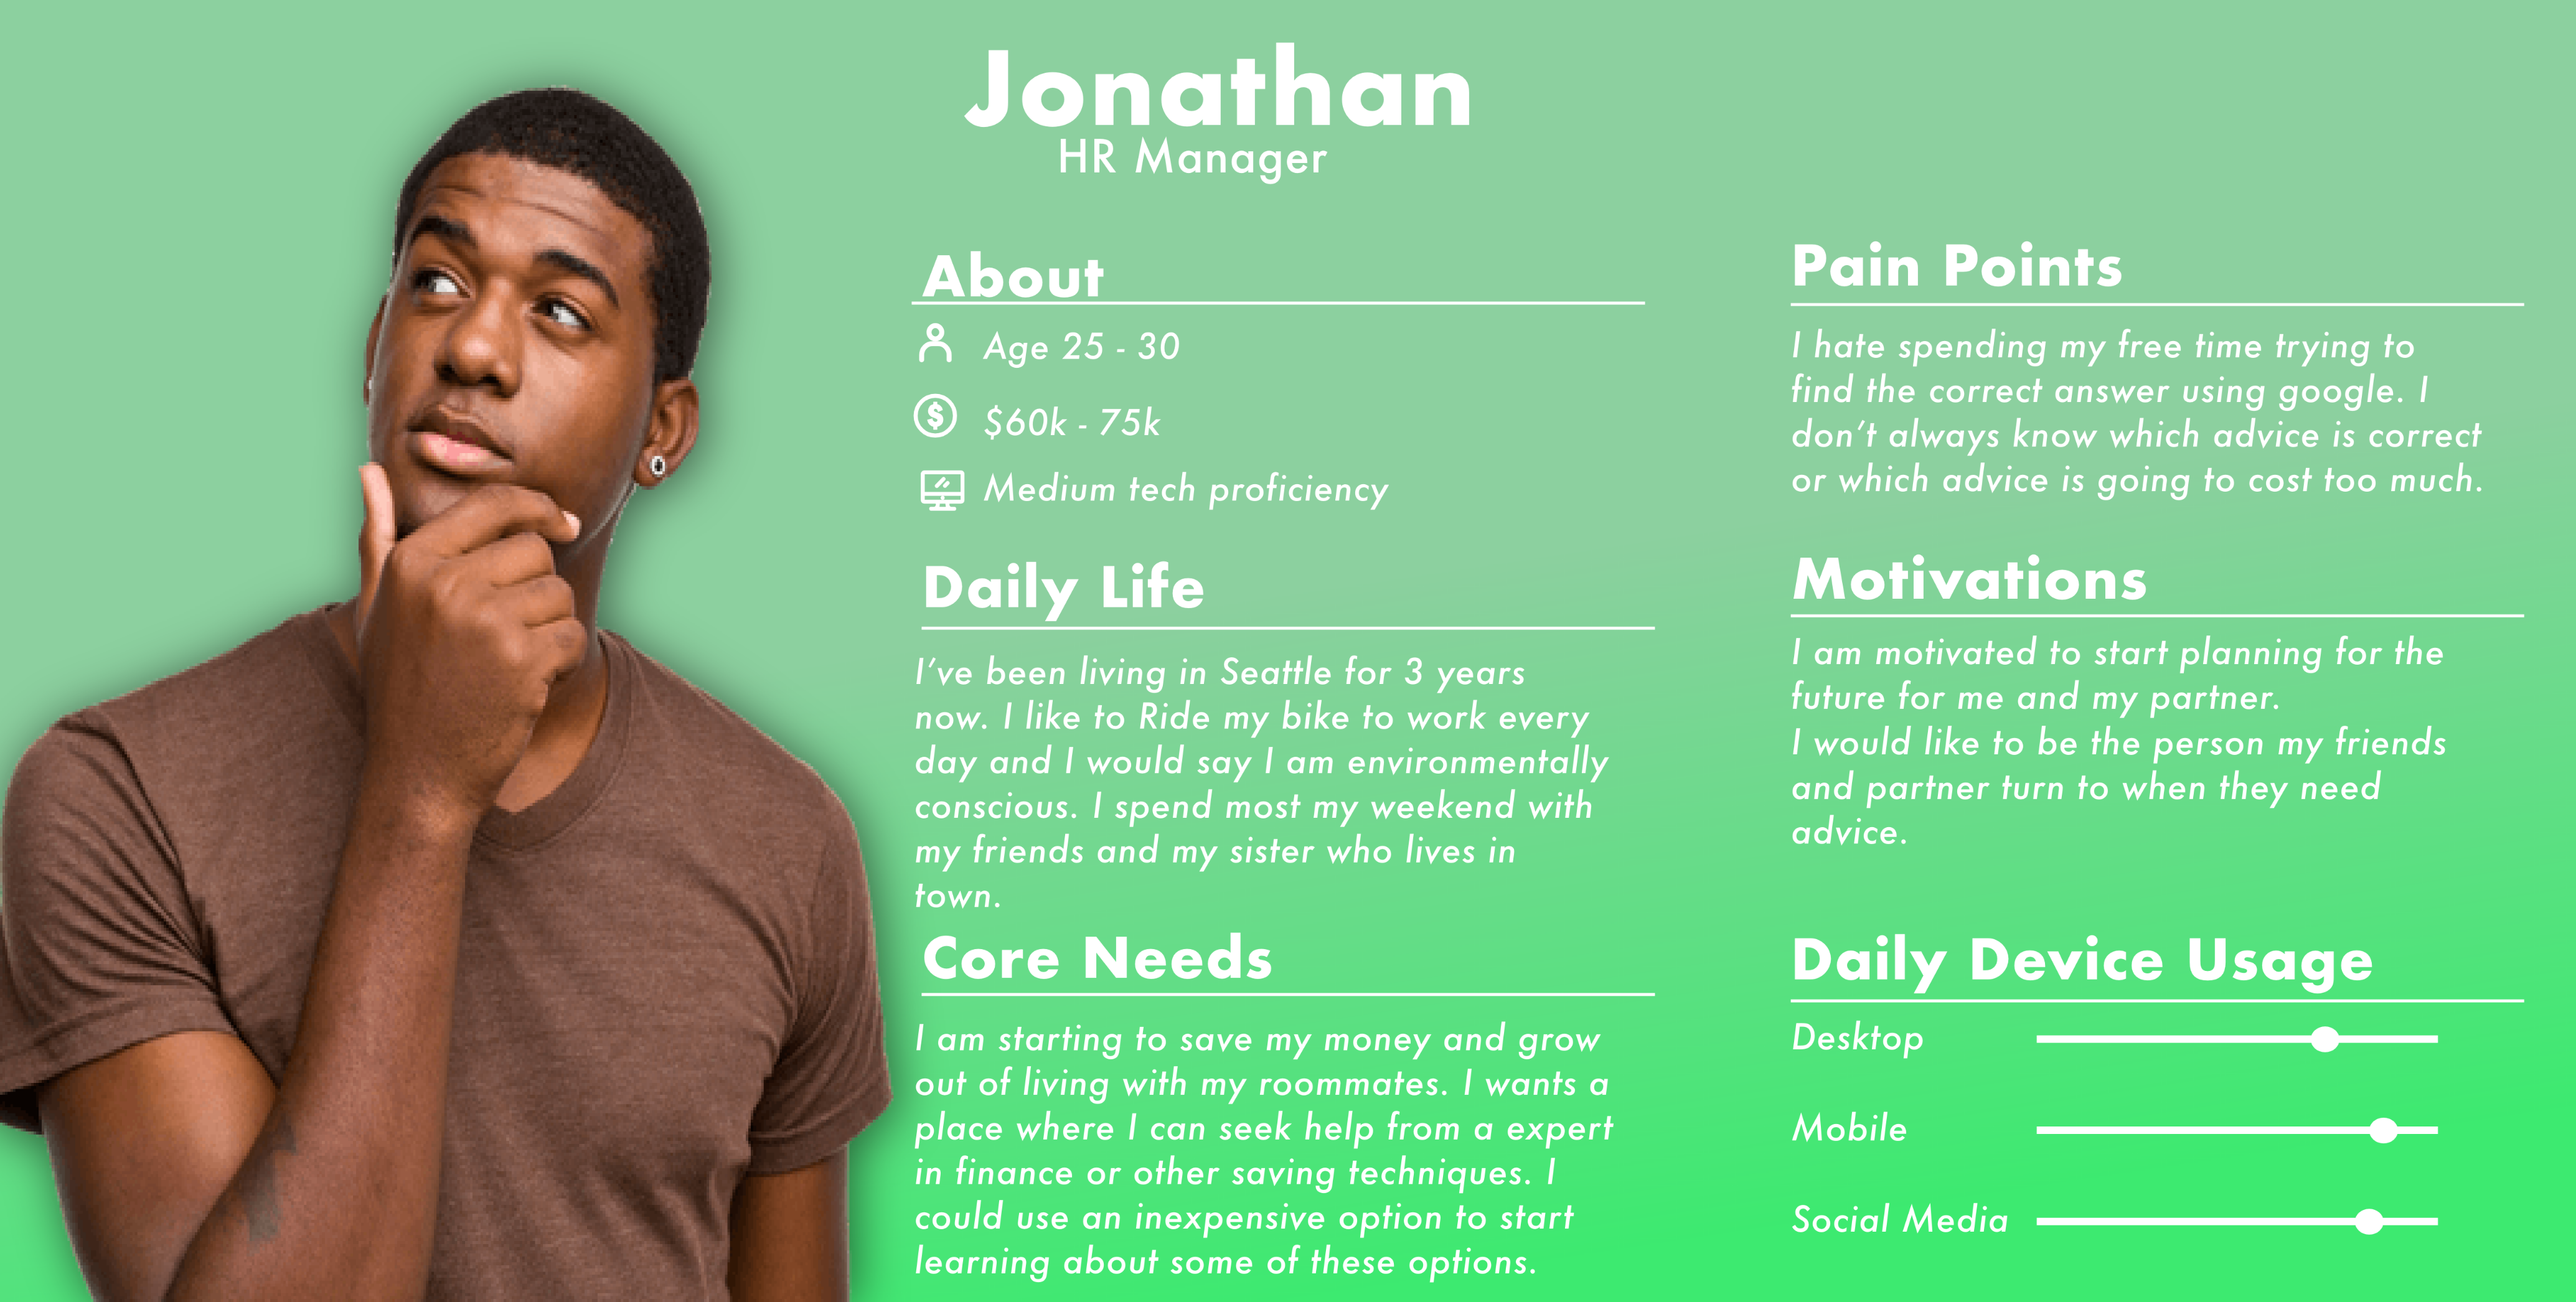 Jonathan
HR Manager
About
Age 25 - 30
$60k - 75k
Medium tech proficiency
Daily Life
I've been living in Seattle for 3 years
now. I like to Ride my bike to work every
day and I would say I am environmentally
conscious. I spend most my weekend with
my friends and my sister who lives in
town.
Core Needs
I am starting to save my money and grow
out of living with my roommates. I wants a
place where I can seek help from a expert
in finance or other saving techniques. I
could use an inexpensive option to start
learning about some of these options.
Pain Points
I hate spending my free time trying to
find the correct answer using google. I
don't always know which advice is correct
or which advice is going to cost too much.
Motivations
I am motivated to start planning for the
future for me and my partner.
I would like to be the person my friends
and partner turn to when they need
advice.
Daily Device Usage
Desktop
Mobile
Social Media